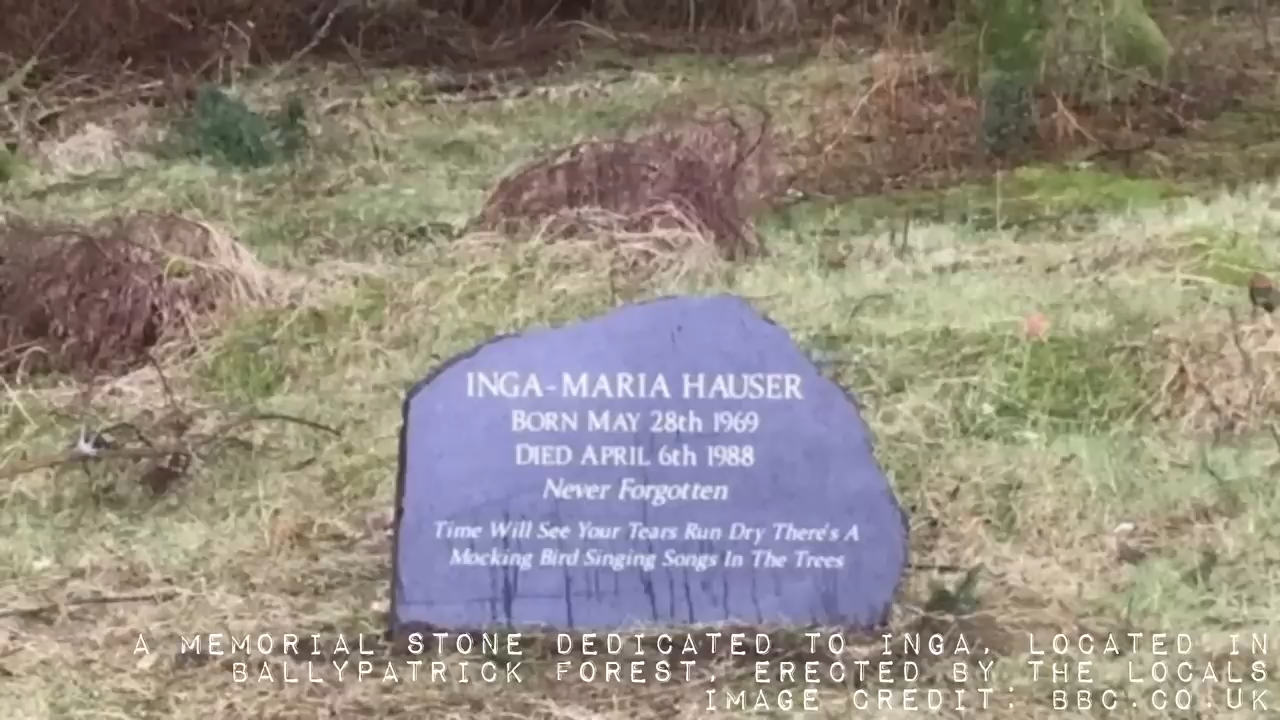 INGA-MARIA HAUSER
BORN MAY 28th 1969
DIED APRIL 6th 1988
Never Forgotten
Time Will See Your Tears Run Dry There's A
Mocking Bird Singing Songs In The Trees
A MEMORIAL STONE DEDICATED TO INGA, LOCATED IN
BALLYPATRICK FOREST, ERECTED BY THE LOCALS
IMAGE CREDIT: BBC.CO.UK